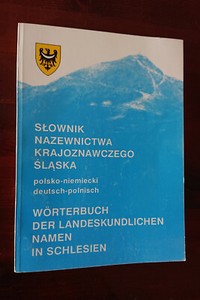 SŁOWNIK
NAZEWNICTWA
KRAJOZNAWCZEGO
ŚLĄSKA
polsko-niemiecki
deutsch-polnisch
WÖRTERBUCH
DER LANDESKUNDLICHEN
NAMEN
IN SCHLESIEN